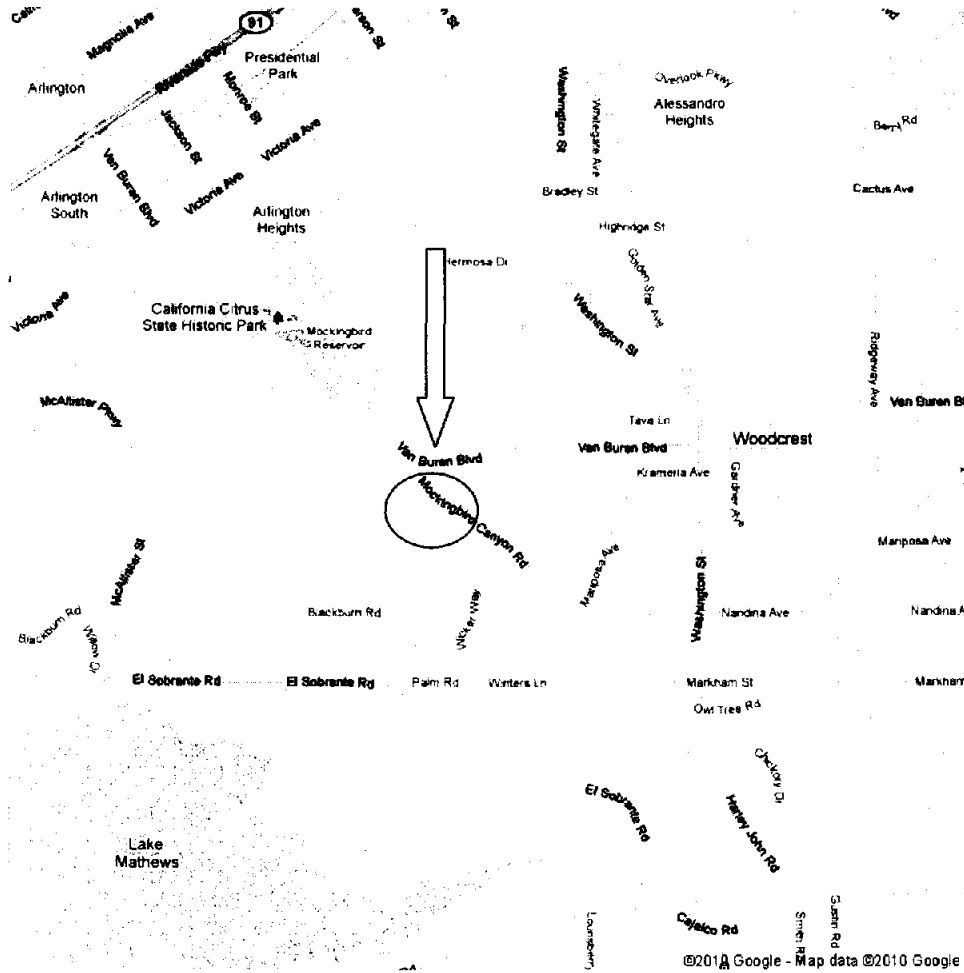 91
Magnolia Ave
Presidential
Park
Arlington
Riverside Fwy
Monroe St
Jackson St
Washington St
Whitegate Ave
Overlook Pkwy
Alessandro
Heights
Rd
Victoria Ave
Van Buren Blvd
Bradley St
Cactus Ave
Arlington
South
Victoria Ave
Arlington
Heights
Highridge St
Hermosa Dr
Golden Star Ave
Victoria Ave
California Citrus
State Historic Park
Mockingbird
Reservoir
Washington St
Ridgeway Ave
McAllister Pkwy
Van Buren Bl
Tava Ln
Van Buren Blvd
Woodcrest
Van Buren Blvd
Krameria Ave
Gardner Ave
Mockingbird Canyon Rd
McAllister St
Mariposa Ave
Mariposa Ave
Washington St
Blackburn Rd
Blackburn Rd
Wicker Way
Nandina Ave
Nandina A
Willow Dr
El Sobrante Rd
El Sobrante Rd
Palm Rd
Winters Ln
Markham St
Markham
Owl Tree Rd
Chickory Dr
El Sobrante Rd
Harley John Rd
Lake
Mathews
Lounsberry
Cajalco Rd
Smith Rd
Gustin Rd
©2010 Google - Map data ©2010 Google